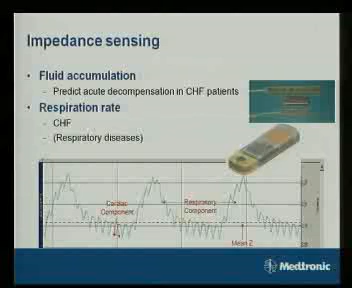 Impedance sensing
• Fluid accumulation
– Predict acute decompensation in CHF patients
• Respiration rate
– CHF
– (Respiratory diseases)
Cardiac
Component
Respiratory
Component
Mean Z
Medtronic